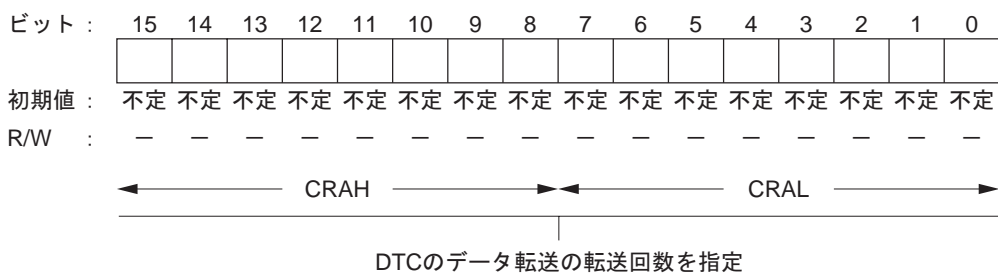 ビット : 15 14 13 12 11 10 9 8 7 6 5 4 3 2 1 0
初期値 : 不定 不定 不定 不定 不定 不定 不定 不定 不定 不定 不定 不定 不定 不定 不定 不定
R/W : － － － － － － － － － － － － － － － －
CRAH CRAL
DTCのデータ転送の転送回数を指定